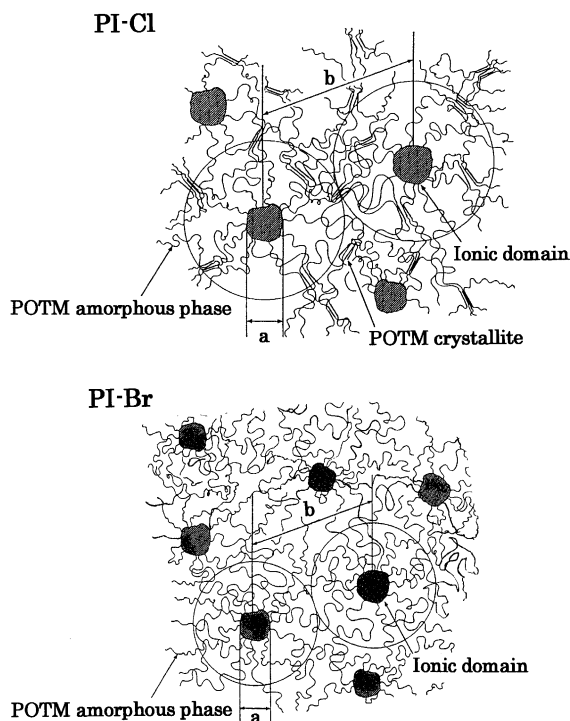 PI-Cl
b
Ionic domain
POTM amorphous phase
a
POTM crystallite
PI-Br
b
Ionic domain
POTM amorphous phase
a